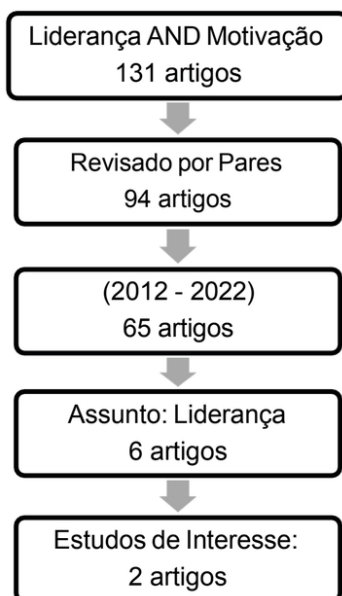 Liderança AND Motivação
131 artigos
Revisado por Pares
94 artigos
(2012 - 2022)
65 artigos
Assunto: Liderança
6 artigos
Estudos de Interesse:
2 artigos